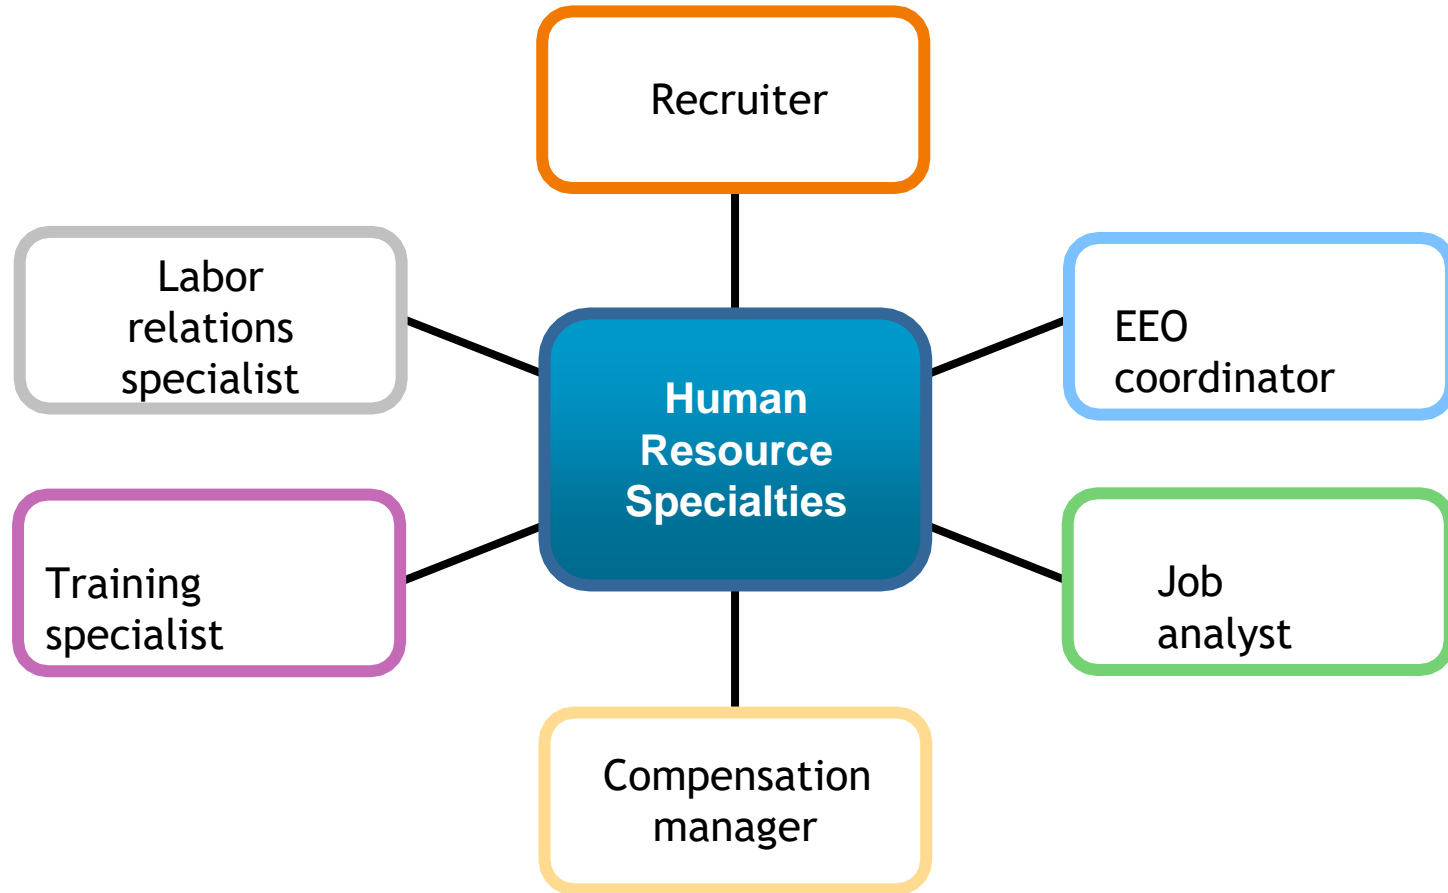 Recruiter
Labor
relations
specialist
EEO
coordinator
Human
Resource
Specialties
Training
specialist
Job
analyst
Compensation
manager